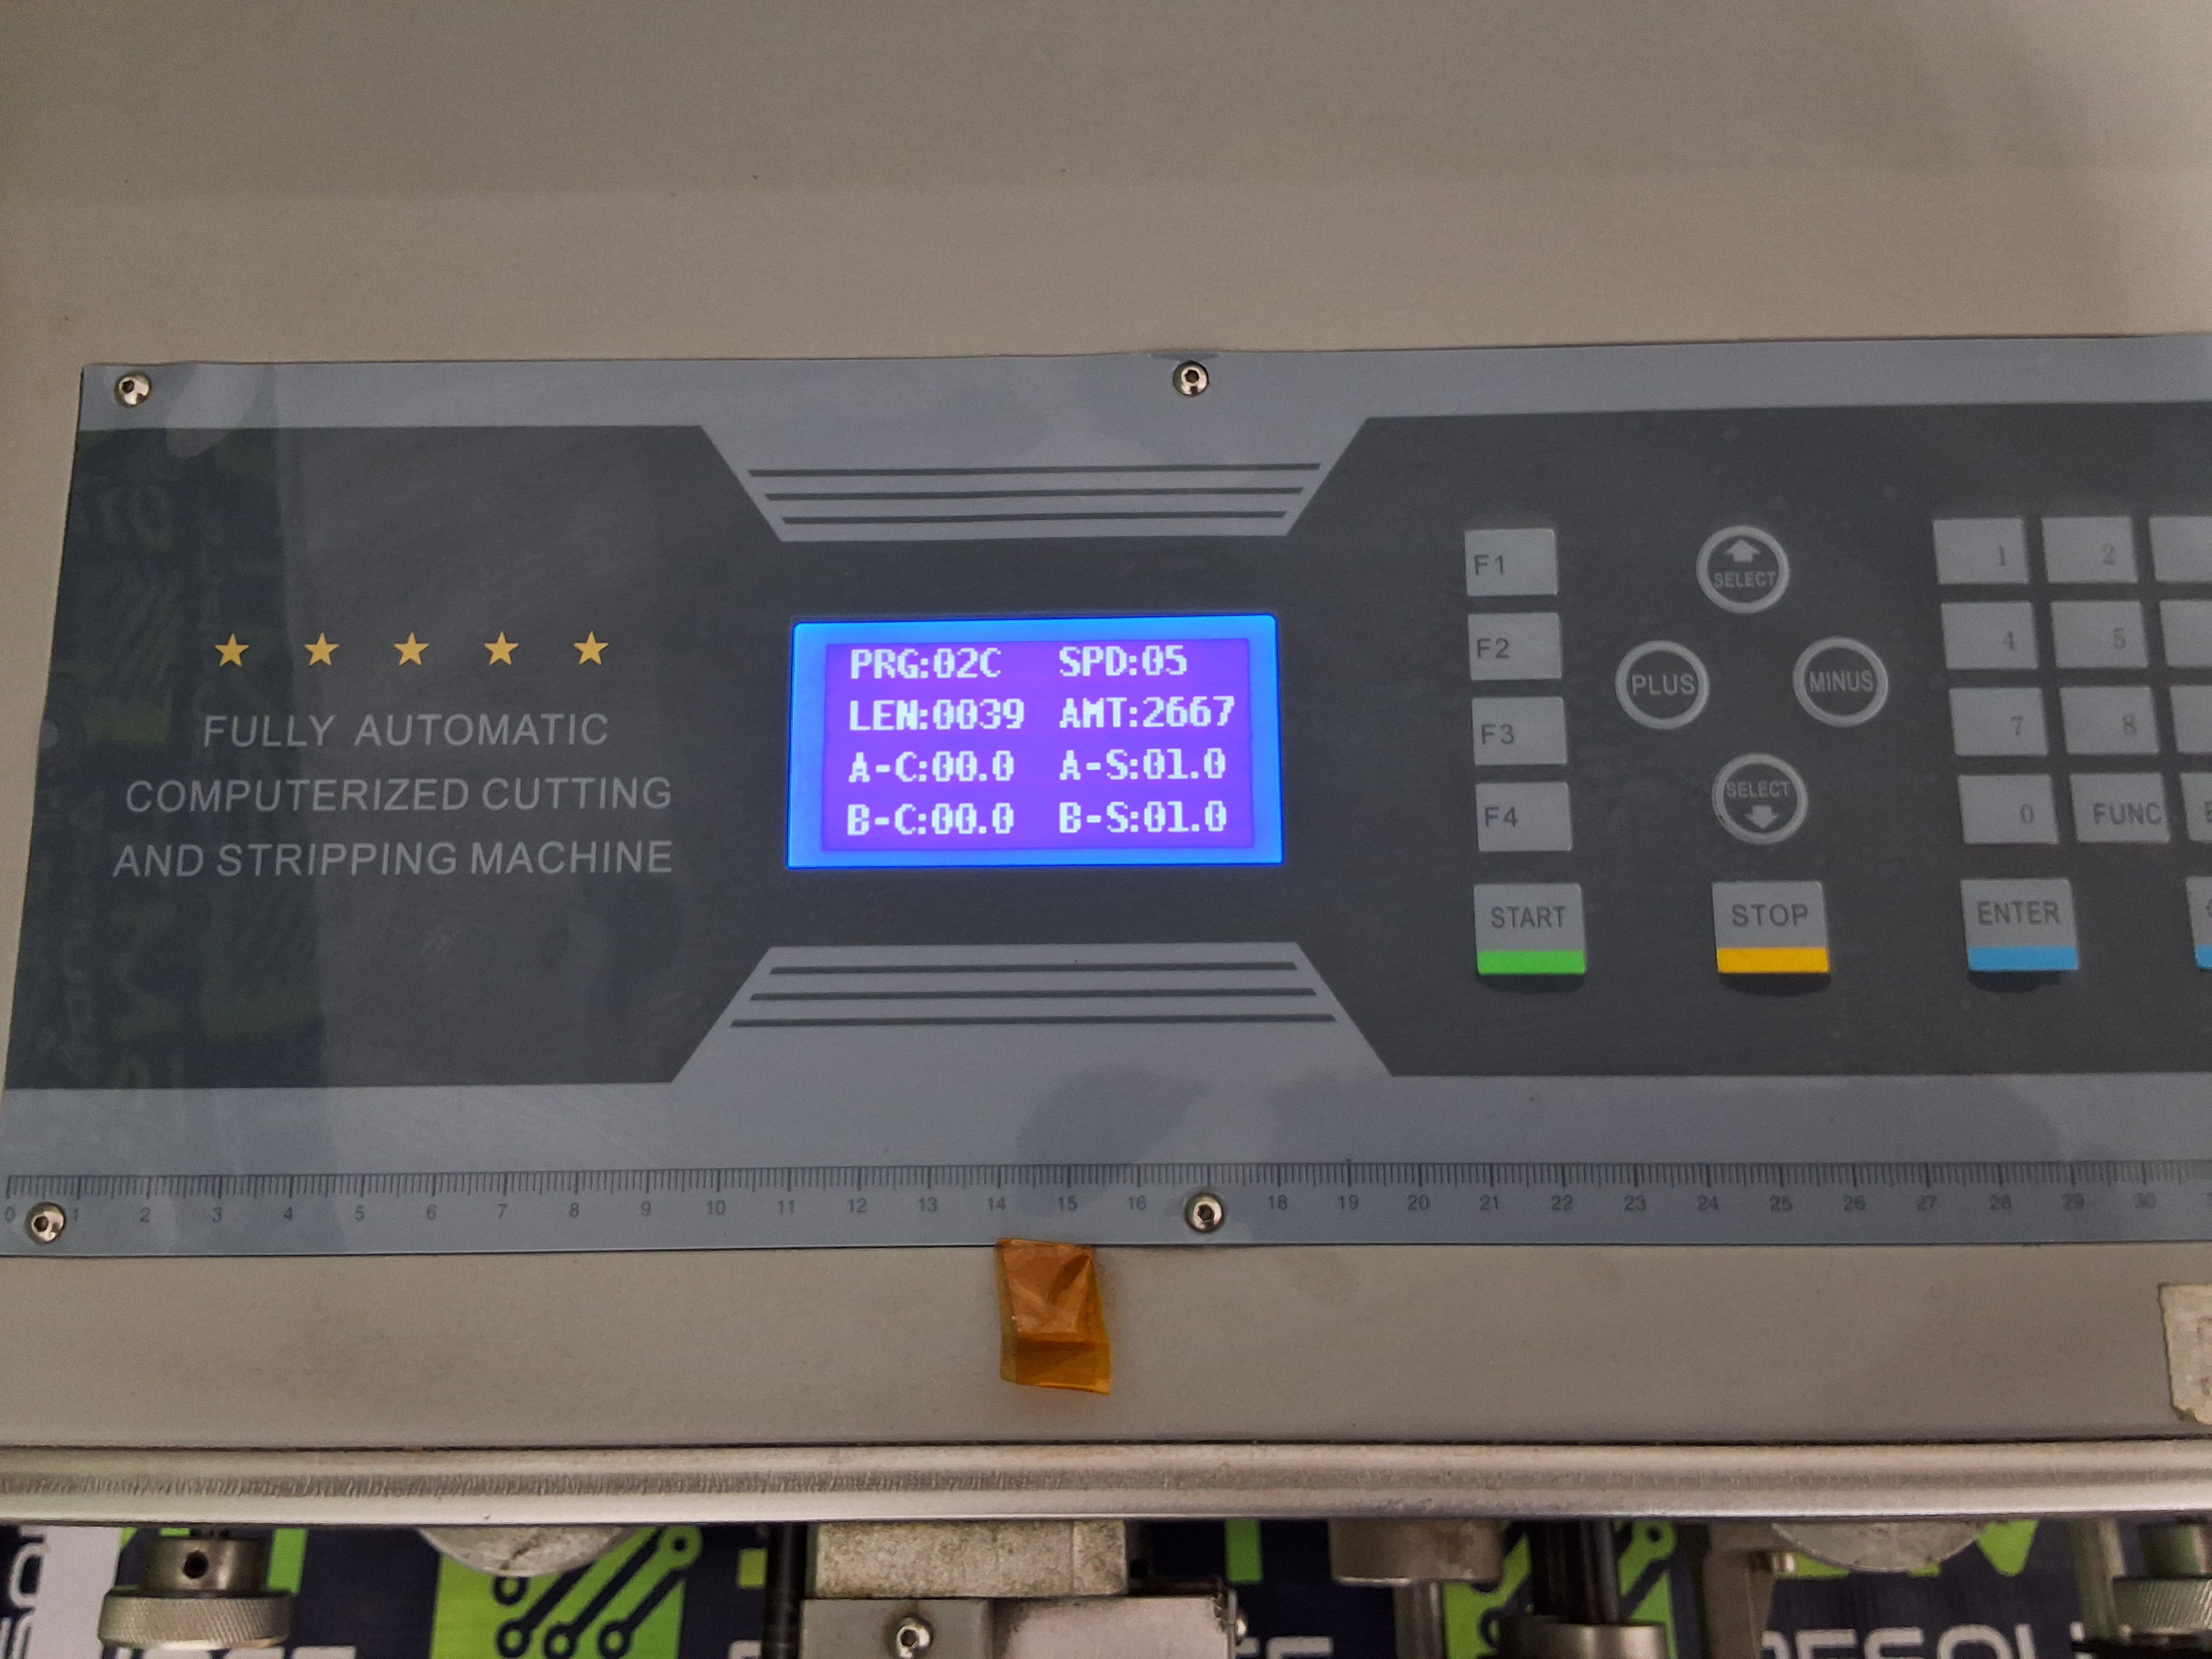 FULLY AUTOMATIC
COMPUTERIZED CUTTING
AND STRIPPING MACHINE
PRG:02C SPD:05
LEN:0039 AMT:2667
A-C:00.0 A-S:01.0
B-C:00.0 B-S:01.0
F1
F2
F3
F4
SELECT
PLUS
MINUS
SELECT
1 2
4 5
7 8
0 FUNC
START
STOP
ENTER
0 1 2 3 4 5 6 7 8 9 10 11 12 13 14 15 16 18 19 20 21 22 23 24 25 26 27 28 29 30